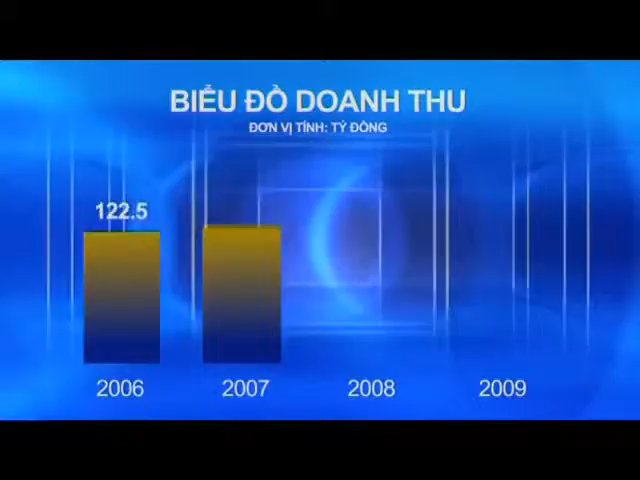 BIỂU ĐỒ DOANH THU
ĐƠN VỊ TÍNH: TỶ ĐỒNG
122.5
2006 2007 2008 2009